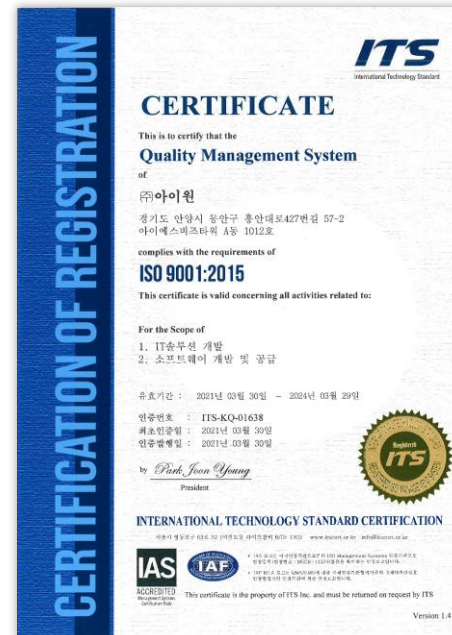 CERTIFICATION OF REGISTRATION
ITS
International Technology Standard
CERTIFICATE
This is to certify that the
Quality Management System
of
㈜아이원
경기도 안양시 동안구 흥안대로427번길 57-2
아이에스비즈타워 A동 1012호
complies with the requirements of
ISO 9001:2015
This certificate is valid concerning all activities related to:
For the Scope of
1. IT솔루션 개발
2. 소프트웨어 개발 및 공급
유효기간 : 2021년 03월 30일 ~ 2024년 03월 29일
인증번호 : ITS-KQ-01638
최초인증일 : 2021년 03월 30일
인증발행일 : 2021년 03월 30일
by Park Joon Young
President
Registered
ITS
INTERNATIONAL TECHNOLOGY STANDARD CERTIFICATION
IAS
ACCREDITED
Management Systems
Certification Body
IAF
This certificate is the property of ITS Inc. and must be returned on request by ITS
Version 1.4